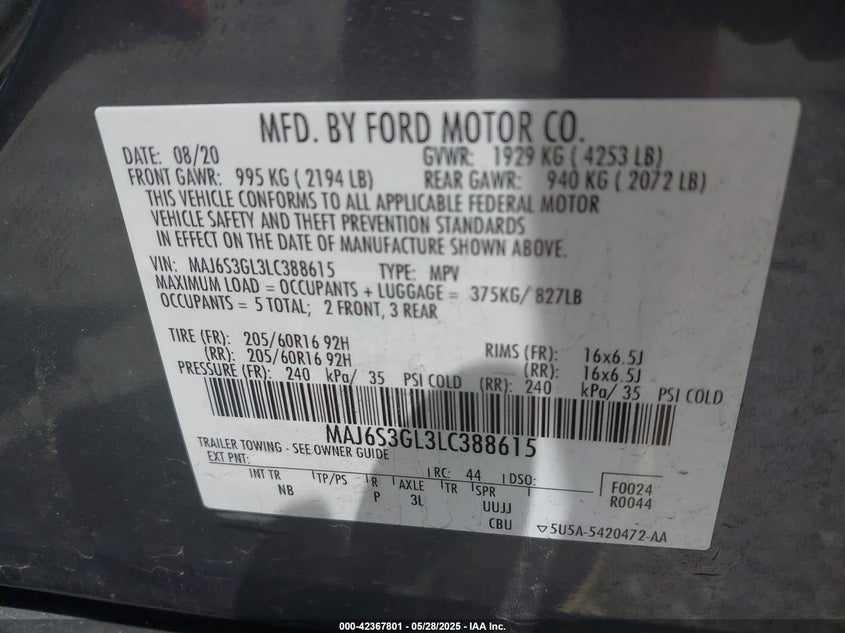 MFD. BY FORD MOTOR CO.
DATE: 08/20 GVWR: 1929 KG ( 4253 LB)
FRONT GAWR: 995 KG ( 2194 LB) REAR GAWR: 940 KG ( 2072 LB)
THIS VEHICLE CONFORMS TO ALL APPLICABLE FEDERAL MOTOR
VEHICLE SAFETY AND THEFT PREVENTION STANDARDS
IN EFFECT ON THE DATE OF MANUFACTURE SHOWN ABOVE.
VIN: MAJ6S3GL3LC388615 TYPE: MPV
MAXIMUM LOAD = OCCUPANTS + LUGGAGE = 375KG/ 827LB
OCCUPANTS = 5 TOTAL; 2 FRONT, 3 REAR
TIRE (FR): 205/60R16 92H RIMS (FR): 16x6.5J
(RR): 205/60R16 92H (RR): 16x6.5J
PRESSURE (FR): 240 kPa/ 35 PSI COLD (RR): 240 kPa/ 35 PSI COLD
MAJ6S3GL3LC388615
TRAILER TOWING - SEE OWNER GUIDE
EXT PNT: RC: 44 DSO: F0024
INT TR TP/PS R AXLE TR SPR R0044
NB P 3L UUJJ
CBU ▽5U5A-5420472-AA
000-42367801 - 05/28/2025 - IAA Inc.